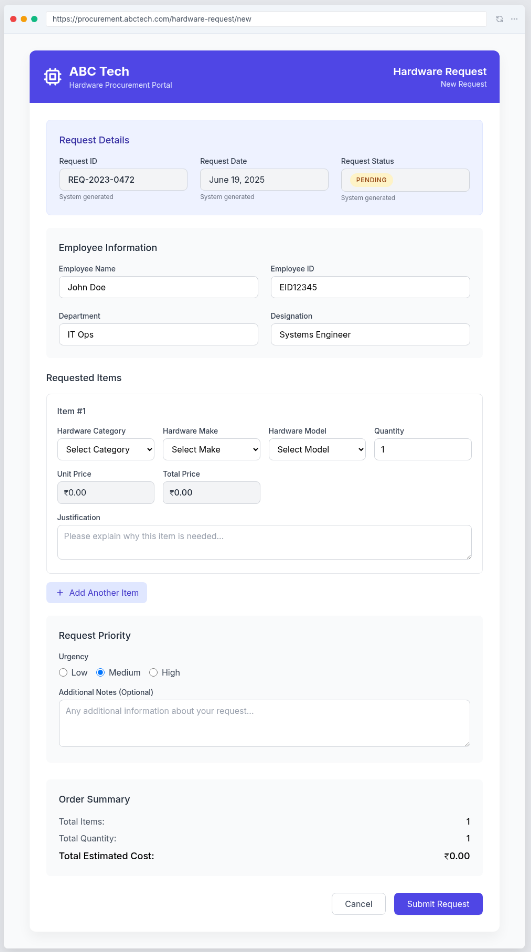 https://procurement.abctech.com/hardware-request/new
ABC Tech
Hardware Procurement Portal
Hardware Request
New Request
Request Details
Request ID
Request Date
Request Status
REQ-2023-0472
June 19, 2025
PENDING
System generated
System generated
System generated
Employee Information
Employee Name
Employee ID
John Doe
EID12345
Department
Designation
IT Ops
Systems Engineer
Requested Items
Item #1
Hardware Category
Hardware Make
Hardware Model
Quantity
Select Category
Select Make
Select Model
1
Unit Price
Total Price
₹0.00
₹0.00
Justification
Please explain why this item is needed...
+ Add Another Item
Request Priority
Urgency
Low
Medium
High
Additional Notes (Optional)
Any additional information about your request...
Order Summary
Total Items: 1
Total Quantity: 1
Total Estimated Cost: ₹0.00
Cancel
Submit Request